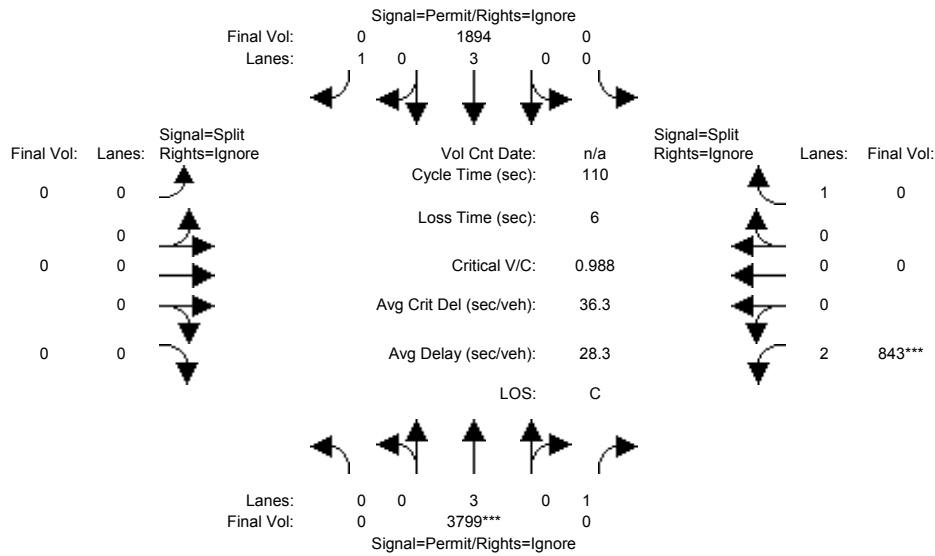 Signal=Permit/Rights=Ignore
Final Vol: 0 1894 0
Lanes: 1 0 3 0 0
Signal=Split
Final Vol: Lanes: Rights=Ignore
Vol Cnt Date: n/a
Signal=Split
Rights=Ignore Lanes: Final Vol:
Cycle Time (sec): 110
0 0
1 0
Loss Time (sec): 6
0
0
0 0
Critical V/C: 0.988
0 0
0
Avg Crit Del (sec/veh): 36.3
0
0 0
Avg Delay (sec/veh): 28.3
2 843***
LOS: C
Lanes: 0 0 3 0 1
Final Vol: 0 3799*** 0
Signal=Permit/Rights=Ignore